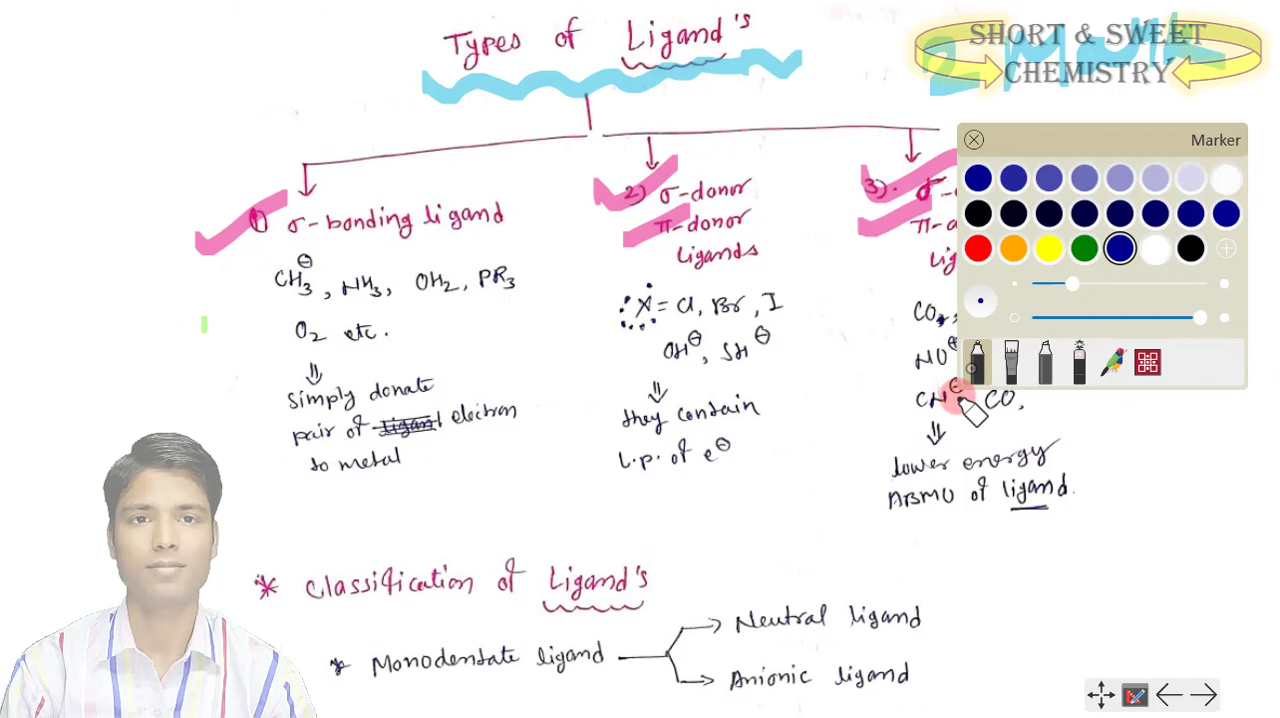 Types of Ligand's
SHORT & SWEET
CHEMISTRY
Marker
1) σ-bonding ligand
CH3⊖, NH3, OH2, PR3
O2 etc.
⇓
simply donate
pair of electron
to metal
2) σ-donor
π-donor
ligands
:X = Cl, Br, I
OH⊖, SH⊖
⇓
they contain
L.p. of e⊖
3). σ-
π-a
lig
CO2,
NO⊕
CN⊖ CO,
⇓
lower energy
ABMO of ligand.
* Classification of Ligand's
* Monodentate ligand
Neutral ligand
Anionic ligand